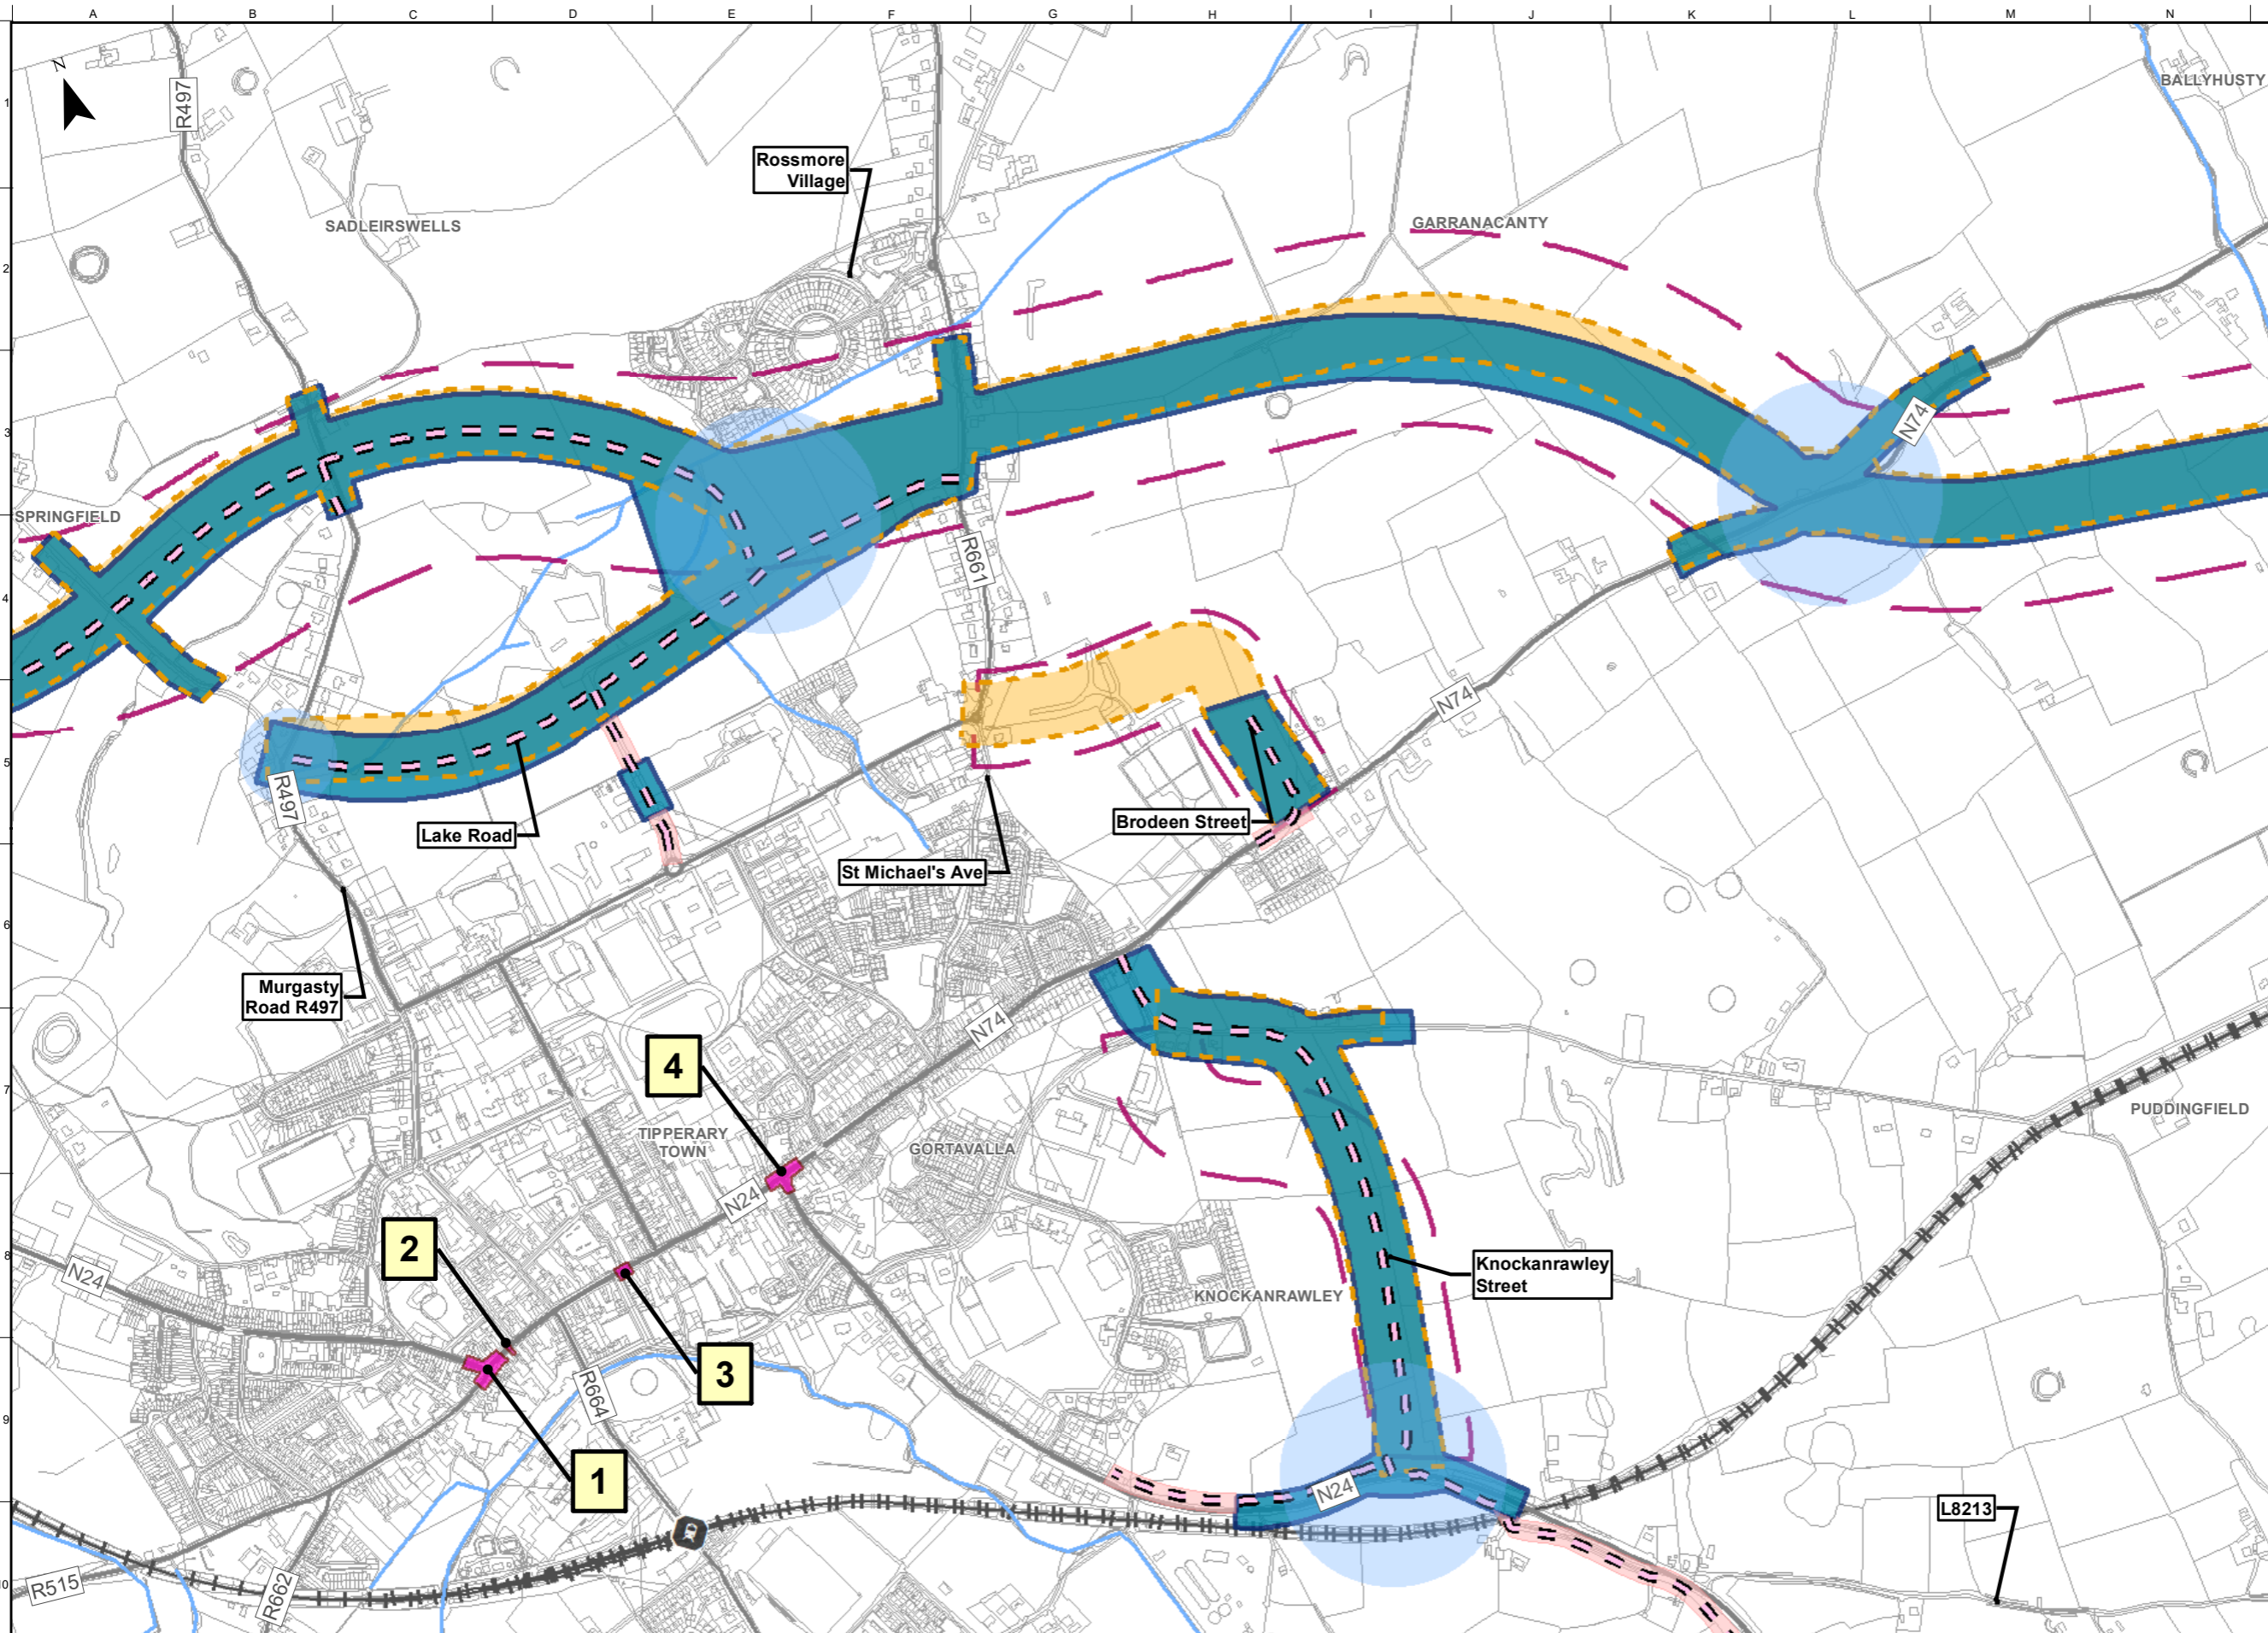 A B C D E F G H I J K L M N
N
1
R497
BALLYHUSTY
Rossmore
Village
SADLEIRSWELLS
GARRANACANTY
2
3
N74
SPRINGFIELD
R661
4
N74
5
R497
Lake Road
Brodeen Street
St Michael's Ave
6
Murgasty
Road R497
N74
4
7
PUDDINGFIELD
TIPPERARY
TOWN
GORTAVALLA
N24
2
8
N24
Knockanrawley
Street
KNOCKANRAWLEY
3
R664
9
1
N24
L8213
R515
R662
10